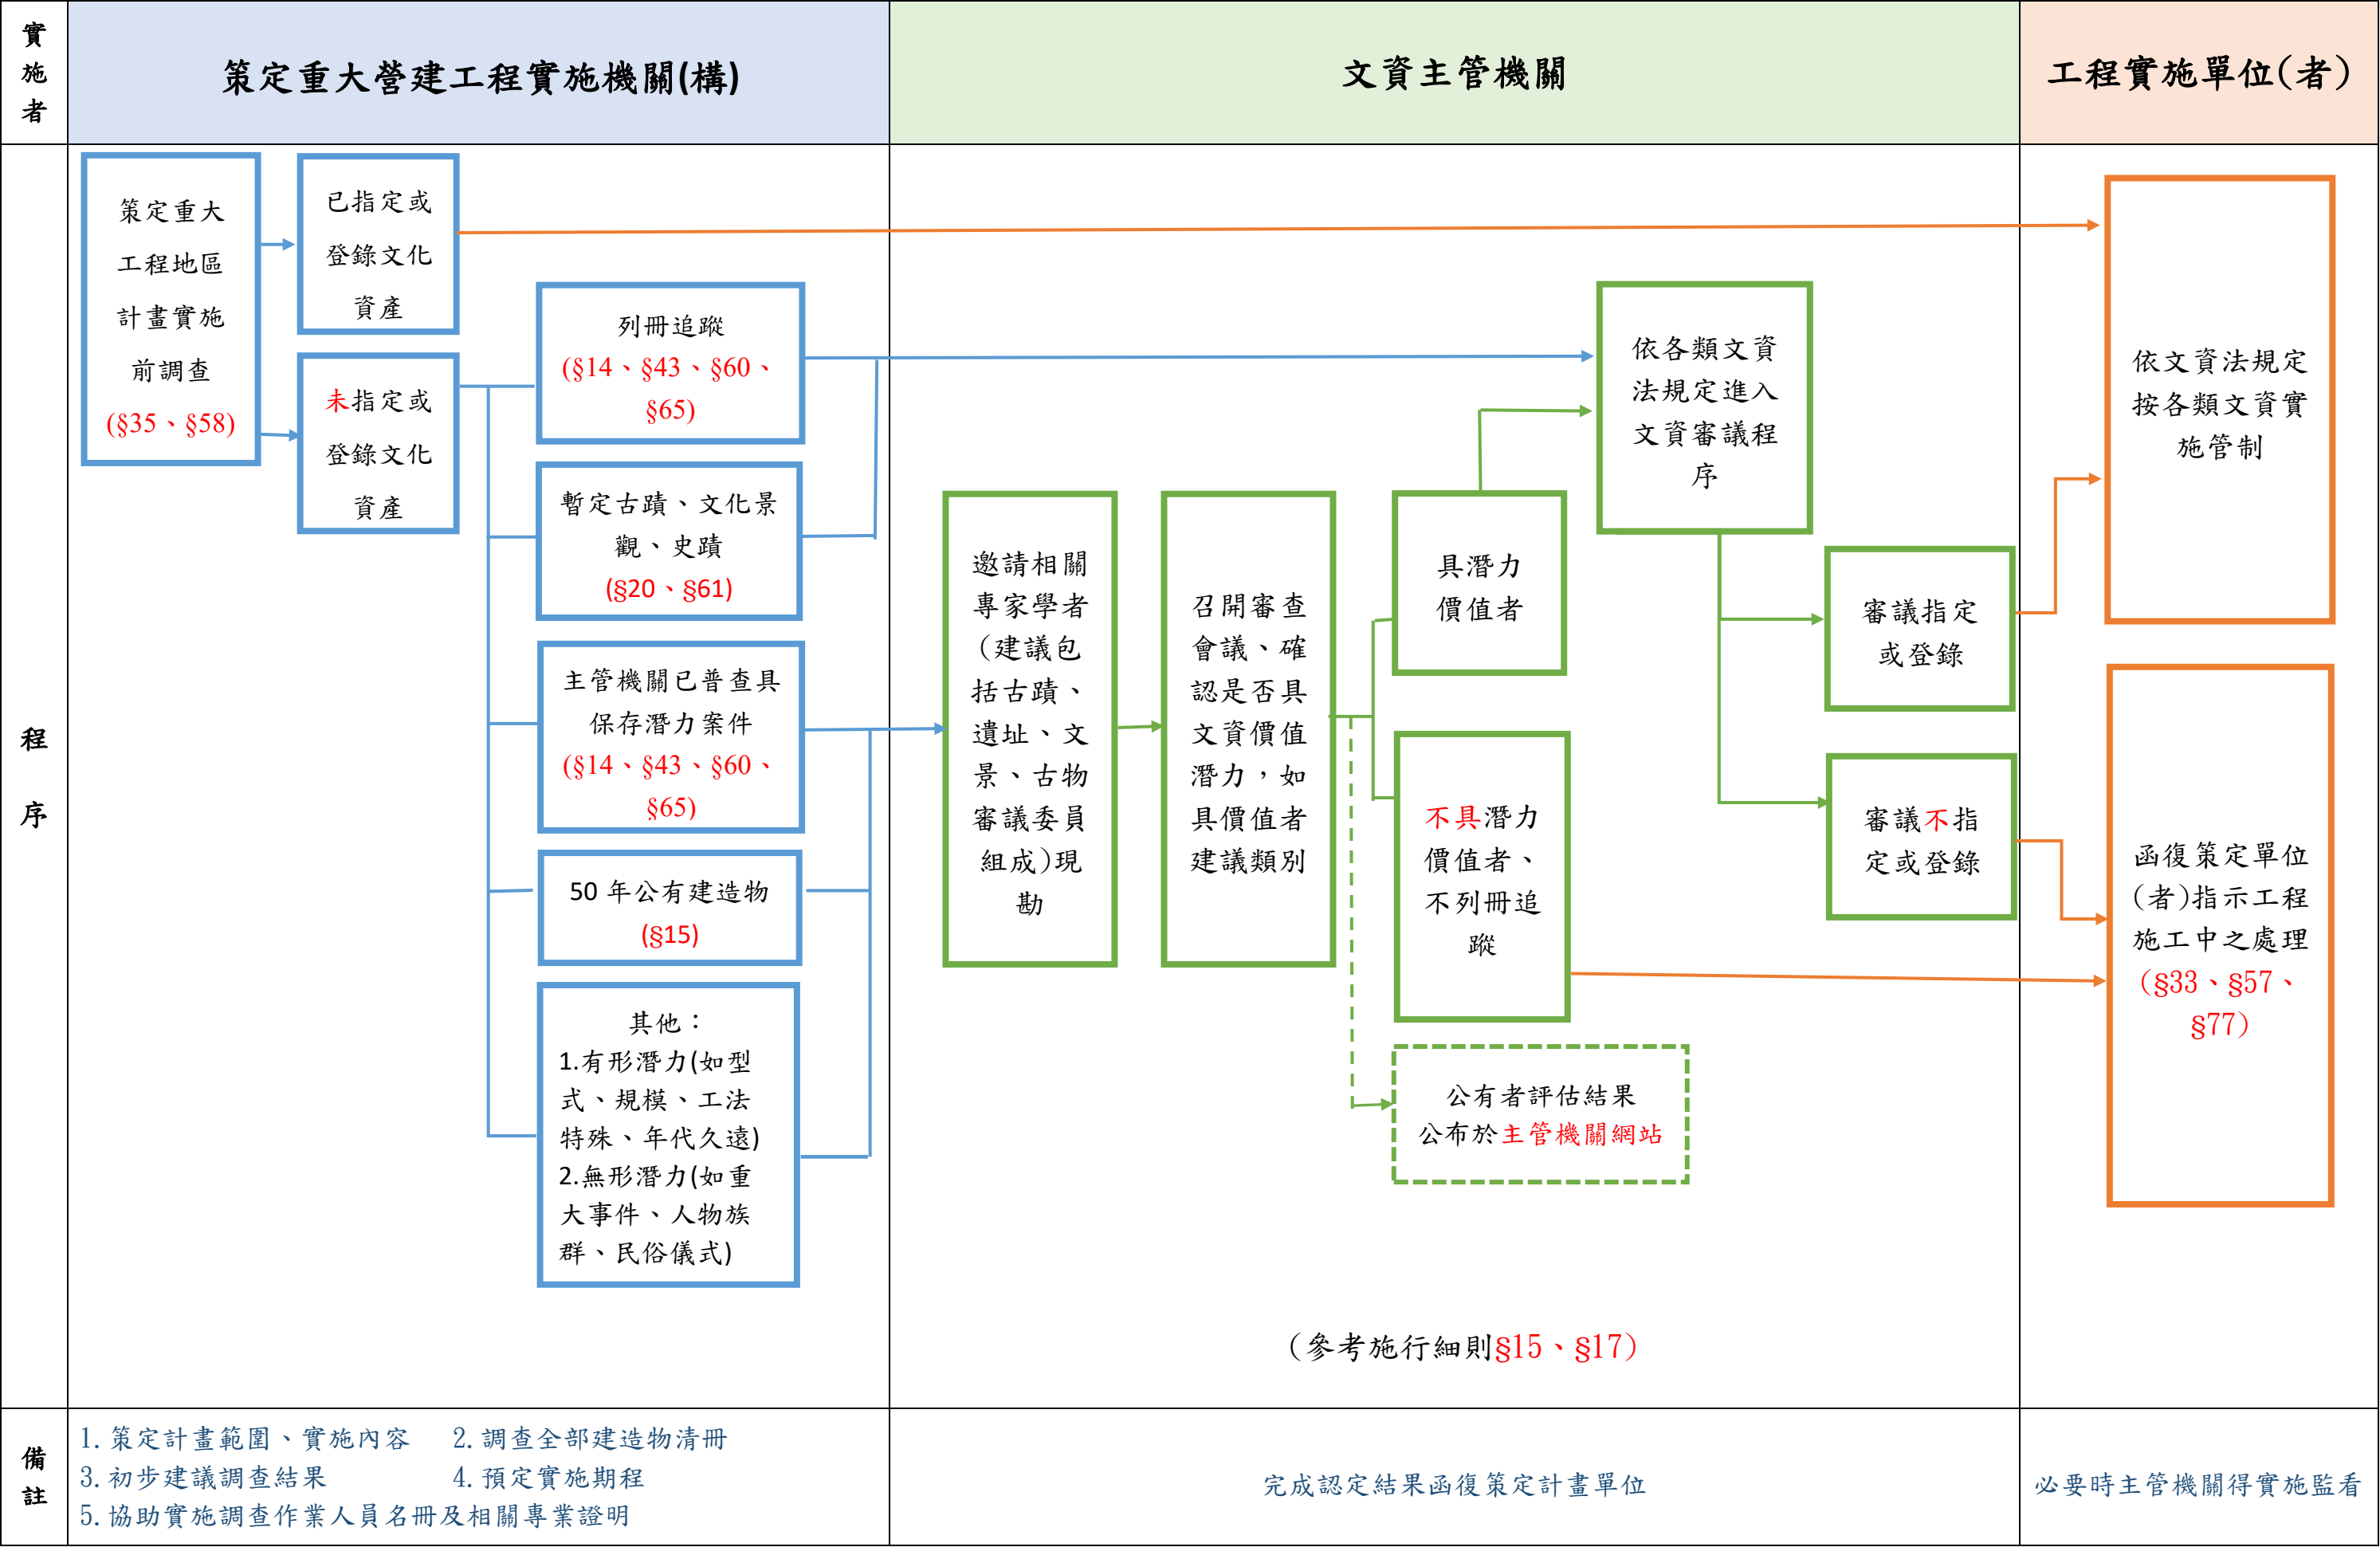 實
施
者
策定重大營建工程實施機關(構)
文資主管機關
工程實施單位(者)
程
序
策定重大
工程地區
計畫實施
前調查
(§35、§58)
已指定或
登錄文化
資產
未指定或
登錄文化
資產
列冊追蹤
(§14、§43、§60、
§65)
暫定古蹟、文化景
觀、史蹟
(§20、§61)
主管機關已普查具
保存潛力案件
(§14、§43、§60、
§65)
50 年公有建造物
(§15)
其他：
1.有形潛力(如型
式、規模、工法
特殊、年代久遠)
2.無形潛力(如重
大事件、人物族
群、民俗儀式)
邀請相關
專家學者
(建議包
括古蹟、
遺址、文
景、古物
審議委員
組成)現
勘
召開審查
會議、確
認是否具
文資價值
潛力，如
具價值者
建議類別
具潛力
價值者
不具潛力
價值者、
不列冊追
蹤
公有者評估結果
公布於主管機關網站
依各類文資
法規定進入
文資審議程
序
審議指定
或登錄
審議不指
定或登錄
(參考施行細則§15、§17)
依文資法規定
按各類文資實
施管制
函復策定單位
(者)指示工程
施工中之處理
(§33、§57、
§77)
備
註
1. 策定計畫範圍、實施內容 2. 調查全部建造物清冊
3. 初步建議調查結果 4. 預定實施期程
5. 協助實施調查作業人員名冊及相關專業證明
完成認定結果函復策定計畫單位
必要時主管機關得實施監看